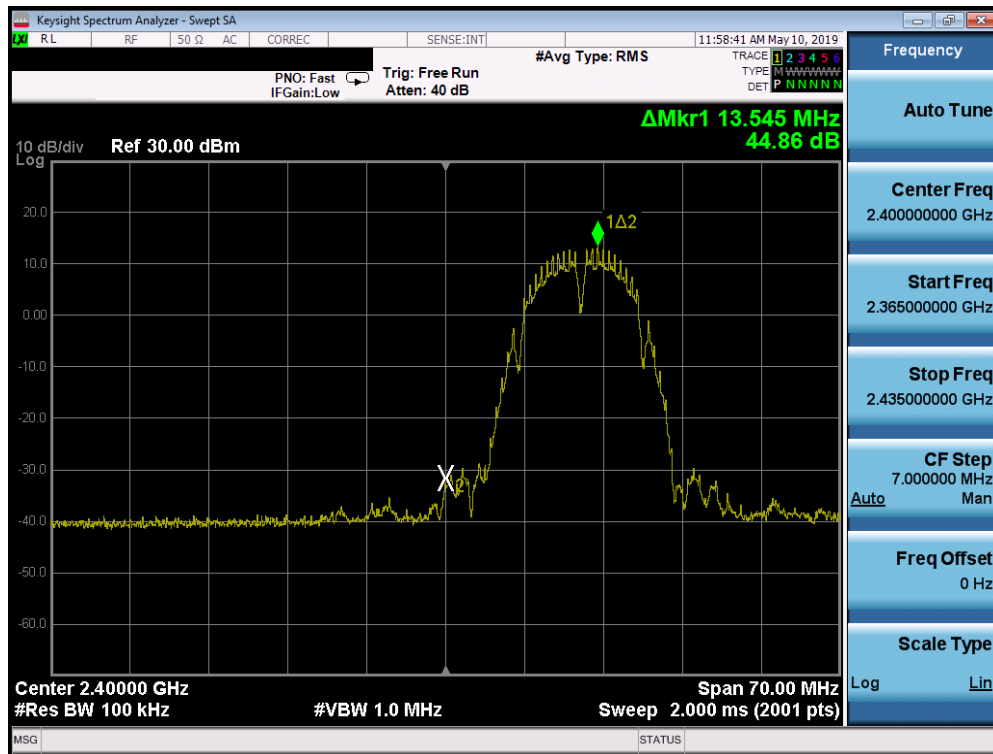 Keysight Spectrum Analyzer - Swept SA
LXI RL RF 50 Ω AC CORREC SENSE:INT 11:58:41 AM May 10, 2019
PNO: Fast
IFGain:Low
Trig: Free Run
Atten: 40 dB
#Avg Type: RMS
TRACE 1 2 3 4 5 6
TYPE M W W W W W
DET P N N N N N
ΔMkr1 13.545 MHz
44.86 dB
10 dB/div Ref 30.00 dBm
Log
20.0
10.0
0.00
-10.0
-20.0
-30.0
-40.0
-50.0
-60.0
1Δ2
X2
Center 2.40000 GHz Span 70.00 MHz
#Res BW 100 kHz #VBW 1.0 MHz Sweep 2.000 ms (2001 pts)
MSG STATUS
Frequency
Auto Tune
Center Freq
2.400000000 GHz
Start Freq
2.365000000 GHz
Stop Freq
2.435000000 GHz
CF Step
7.000000 MHz
Auto Man
Freq Offset
0 Hz
Scale Type
Log Lin